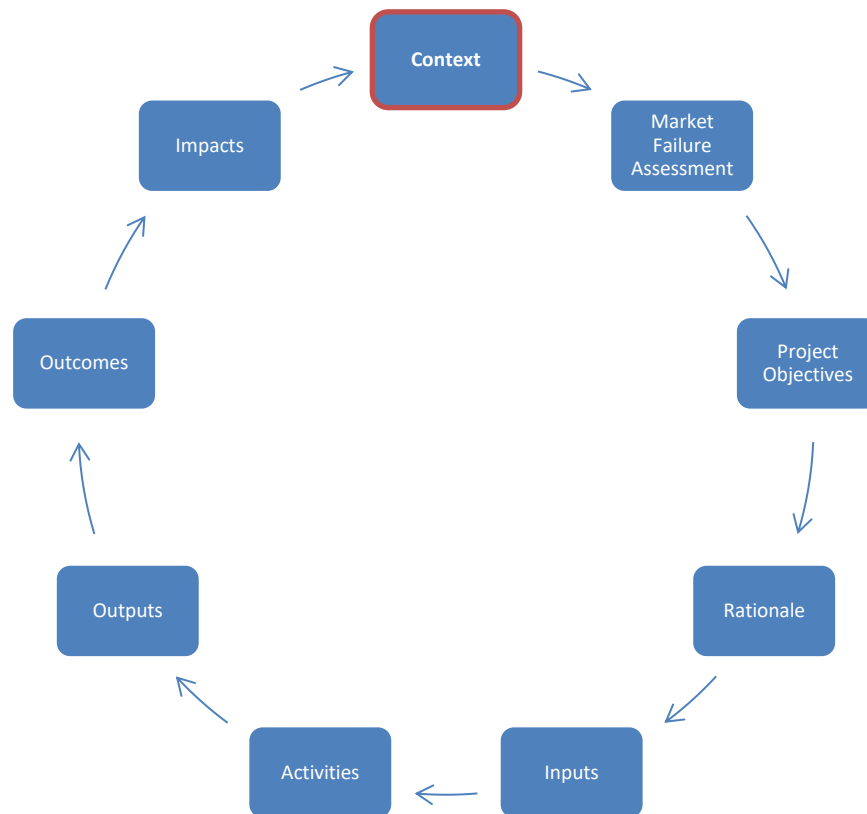 Context
Market
Failure
Assessment
Project
Objectives
Rationale
Inputs
Activities
Outputs
Outcomes
Impacts